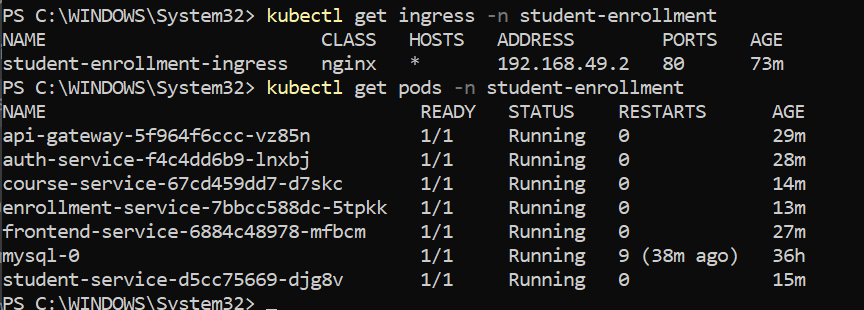 PS C:\WINDOWS\System32> kubectl get ingress -n student-enrollment
NAME CLASS HOSTS ADDRESS PORTS AGE
student-enrollment-ingress nginx * 192.168.49.2 80 73m
PS C:\WINDOWS\System32> kubectl get pods -n student-enrollment
NAME READY STATUS RESTARTS AGE
api-gateway-5f964f6ccc-vz85n 1/1 Running 0 29m
auth-service-f4c4dd6b9-lnxbj 1/1 Running 0 28m
course-service-67cd459dd7-d7skc 1/1 Running 0 14m
enrollment-service-7bbcc588dc-5tpkk 1/1 Running 0 13m
frontend-service-6884c48978-mfbcm 1/1 Running 0 27m
mysql-0 1/1 Running 9 (38m ago) 36h
student-service-d5cc75669-djg8v 1/1 Running 0 15m
PS C:\WINDOWS\System32> _